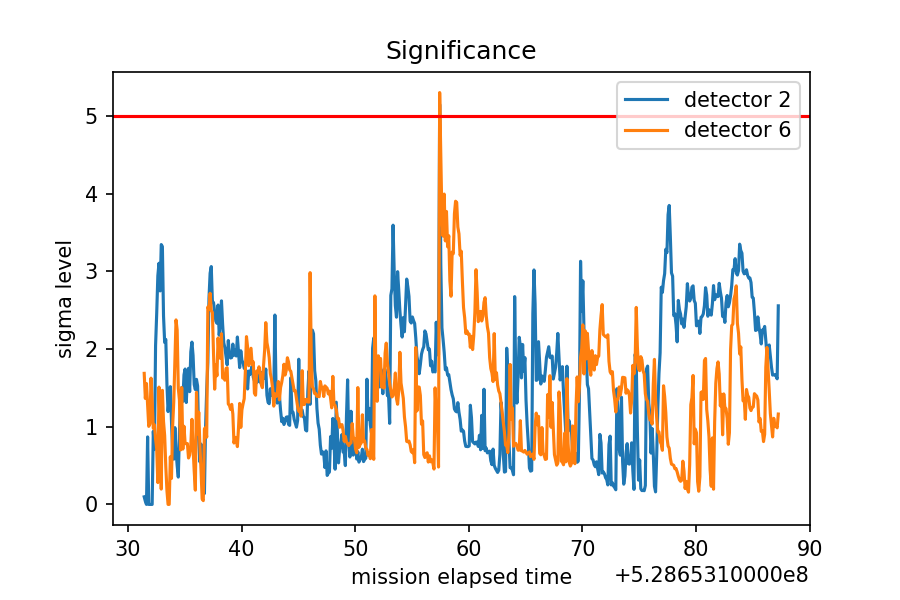 Significance
detector 2
detector 6
sigma level
5
4
3
2
1
0
30 40 50 60 70 80 90
mission elapsed time
+5.2865310000e8